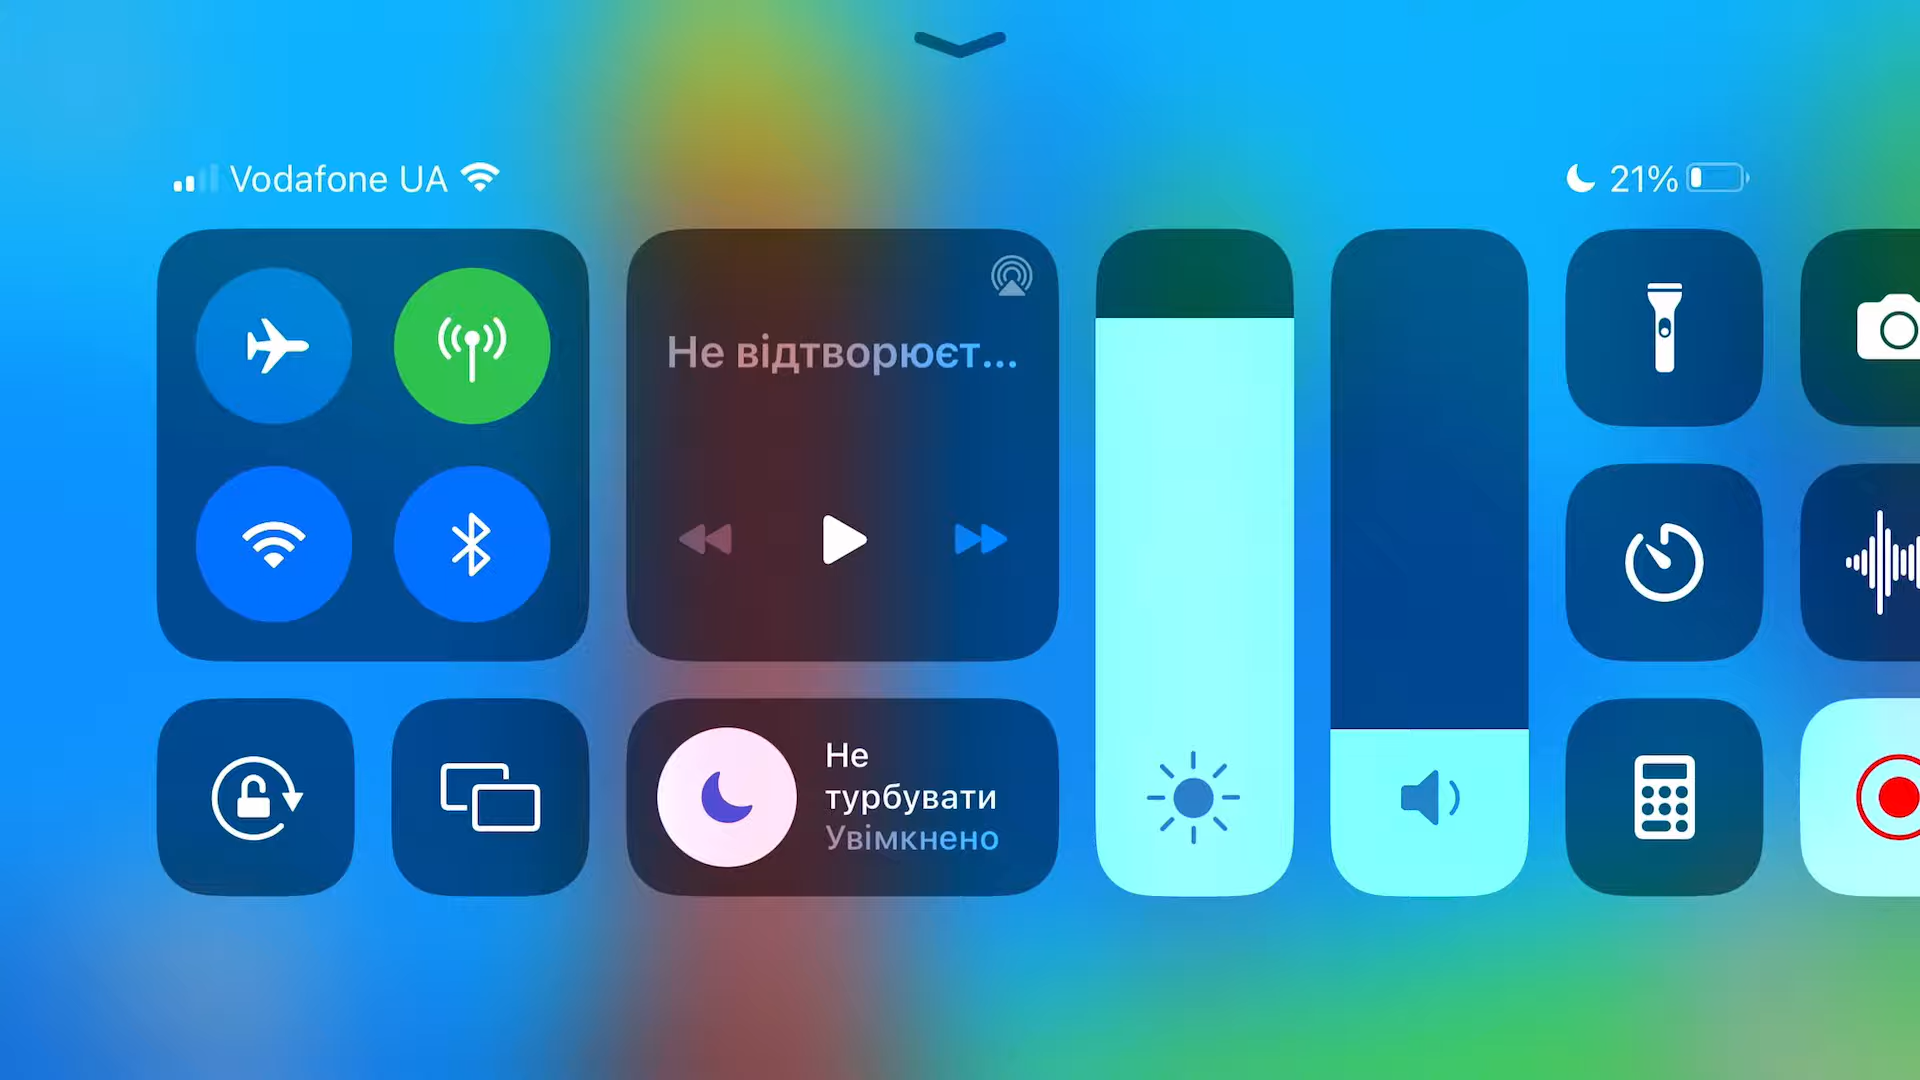 Vodafone UA
21%
Не відтворюєт...
Не
турбувати
Увімкнено